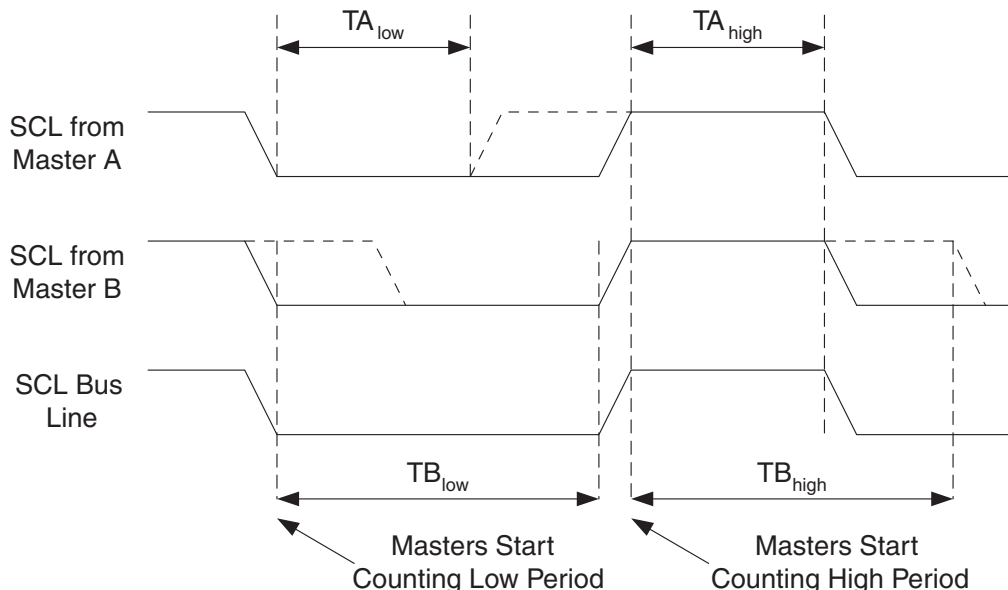 TA low
TA high
SCL from
Master A
SCL from
Master B
SCL Bus
Line
TB low
TB high
Masters Start
Counting Low Period
Masters Start
Counting High Period